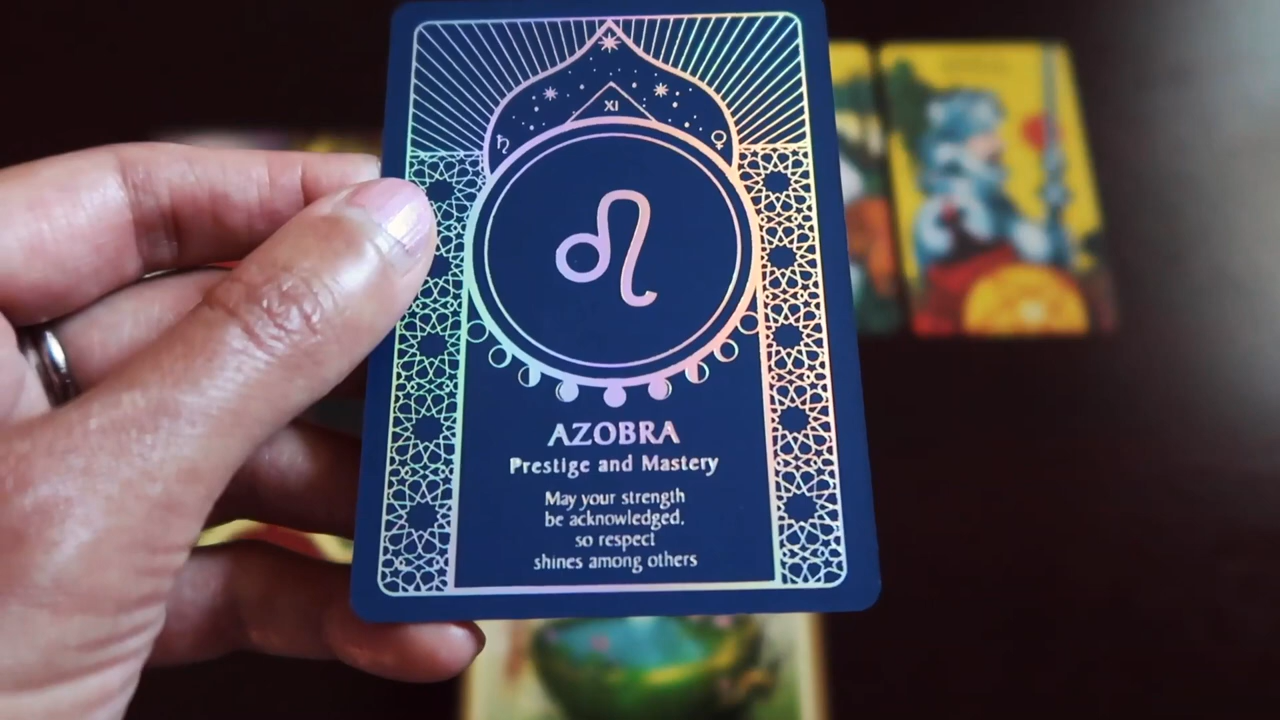 XI
♄ ♀
♌
AZOBRA
Prestige and Mastery
May your strength
be acknowledged,
so respect
shines among others